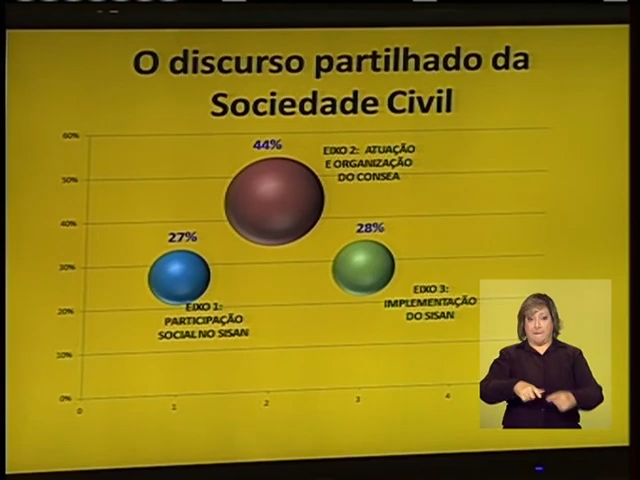 O discurso partilhado da
Sociedade Civil
60%
50%
40%
30%
20%
10%
0%
0
1
2
3
4
44%
EIXO 2: ATUAÇÃO
E ORGANIZAÇÃO
DO CONSEA
27%
EIXO 1:
PARTICIPAÇÃO
SOCIAL NO SISAN
28%
EIXO 3:
IMPLEMENTAÇÃO
DO SISAN